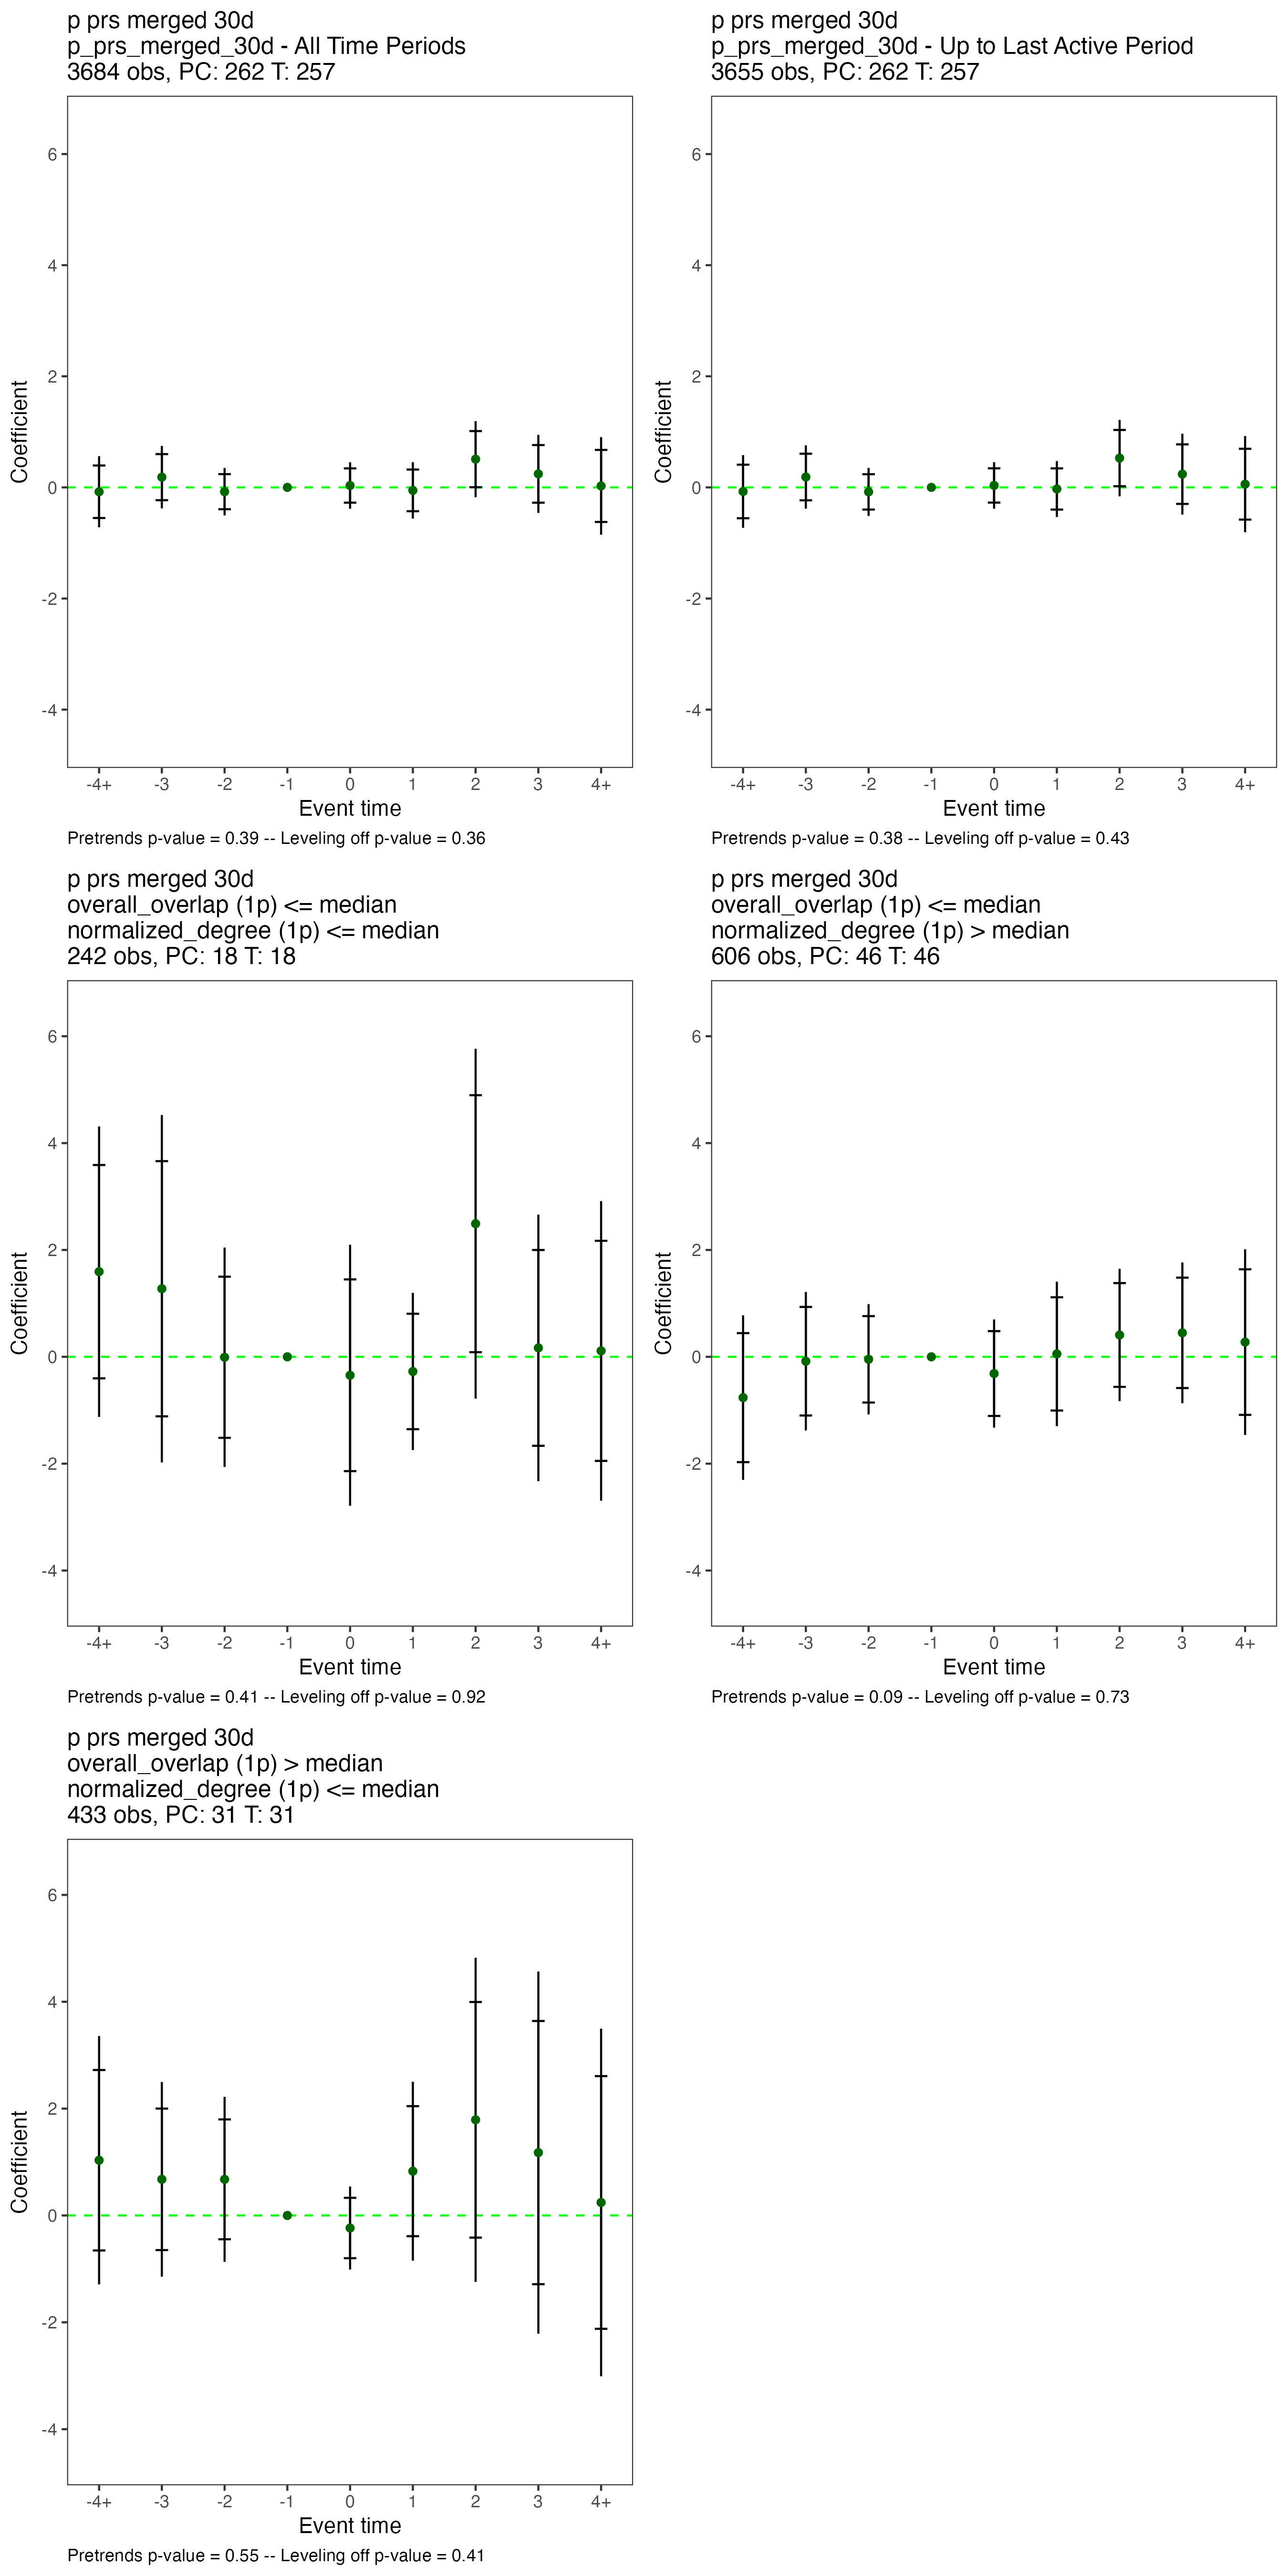 p prs merged 30d
p_prs_merged_30d - All Time Periods
3684 obs, PC: 262 T: 257
6
4
2
0
-2
-4
Coefficient
-4+ -3 -2 -1 0 1 2 3 4+
Event time
Pretrends p-value = 0.39 -- Leveling off p-value = 0.36
p prs merged 30d
p_prs_merged_30d - Up to Last Active Period
3655 obs, PC: 262 T: 257
6
4
2
0
-2
-4
Coefficient
-4+ -3 -2 -1 0 1 2 3 4+
Event time
Pretrends p-value = 0.38 -- Leveling off p-value = 0.43
p prs merged 30d
overall_overlap (1p) <= median
normalized_degree (1p) <= median
242 obs, PC: 18 T: 18
6
4
2
0
-2
-4
Coefficient
-4+ -3 -2 -1 0 1 2 3 4+
Event time
Pretrends p-value = 0.41 -- Leveling off p-value = 0.92
p prs merged 30d
overall_overlap (1p) <= median
normalized_degree (1p) > median
606 obs, PC: 46 T: 46
6
4
2
0
-2
-4
Coefficient
-4+ -3 -2 -1 0 1 2 3 4+
Event time
Pretrends p-value = 0.09 -- Leveling off p-value = 0.73
p prs merged 30d
overall_overlap (1p) > median
normalized_degree (1p) <= median
433 obs, PC: 31 T: 31
6
4
2
0
-2
-4
Coefficient
-4+ -3 -2 -1 0 1 2 3 4+
Event time
Pretrends p-value = 0.55 -- Leveling off p-value = 0.41